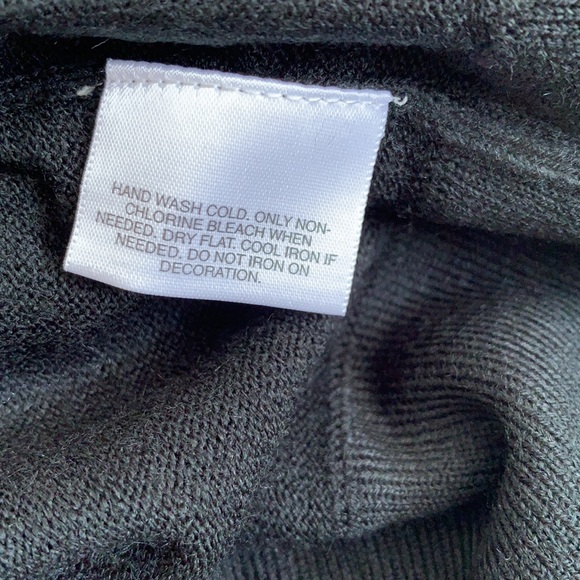 HAND WASH COLD. ONLY NON-
CHLORINE BLEACH WHEN
NEEDED. DRY FLAT. COOL IRON IF
NEEDED. DO NOT IRON ON
DECORATION.